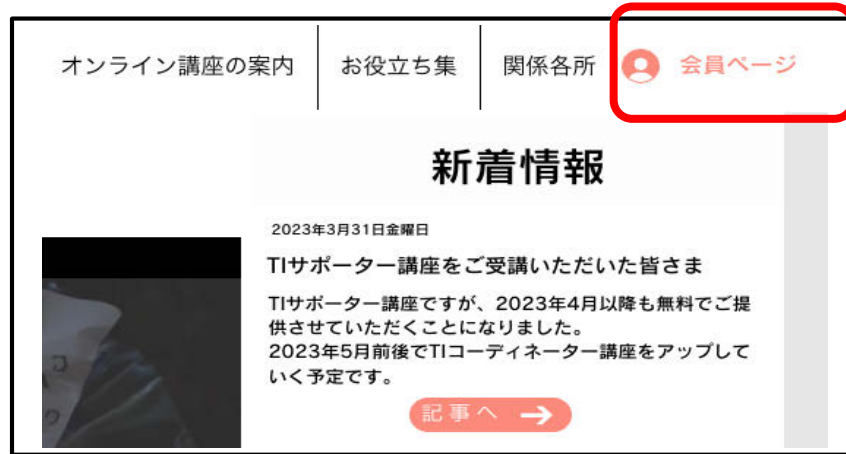 オンライン講座の案内 お役立ち集 関係各所 会員ページ
新着情報
2023年3月31日金曜日
TIサポーター講座をご受講いただいた皆さま
TIサポーター講座ですが、2023年4月以降も無料でご提
供させていただくことになりました。
2023年5月前後でTIコーディネーター講座をアップして
いく予定です。
記事へ →